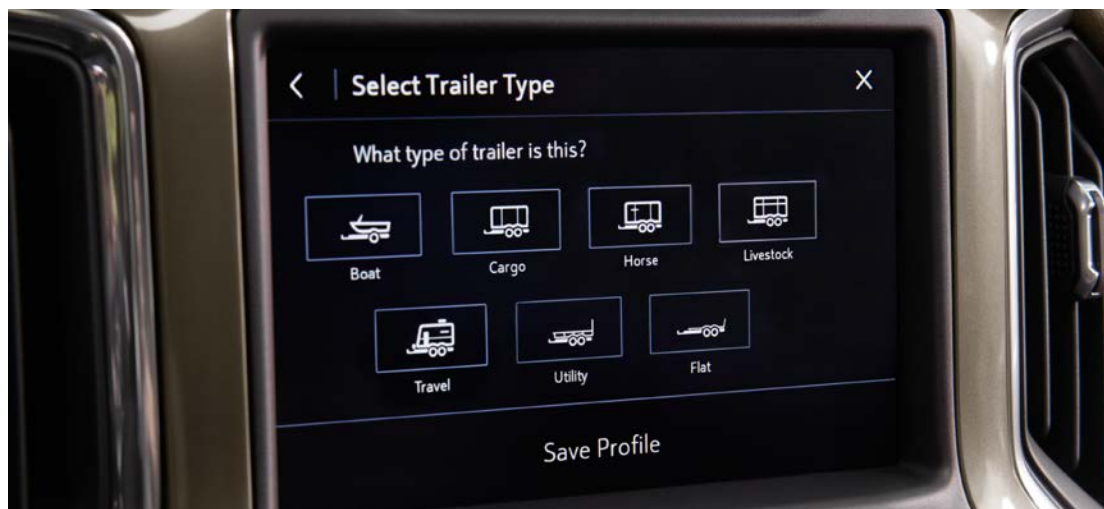 Select Trailer Type
X
What type of trailer is this?
Boat
Cargo
Horse
Livestock
Travel
Utility
Flat
Save Profile